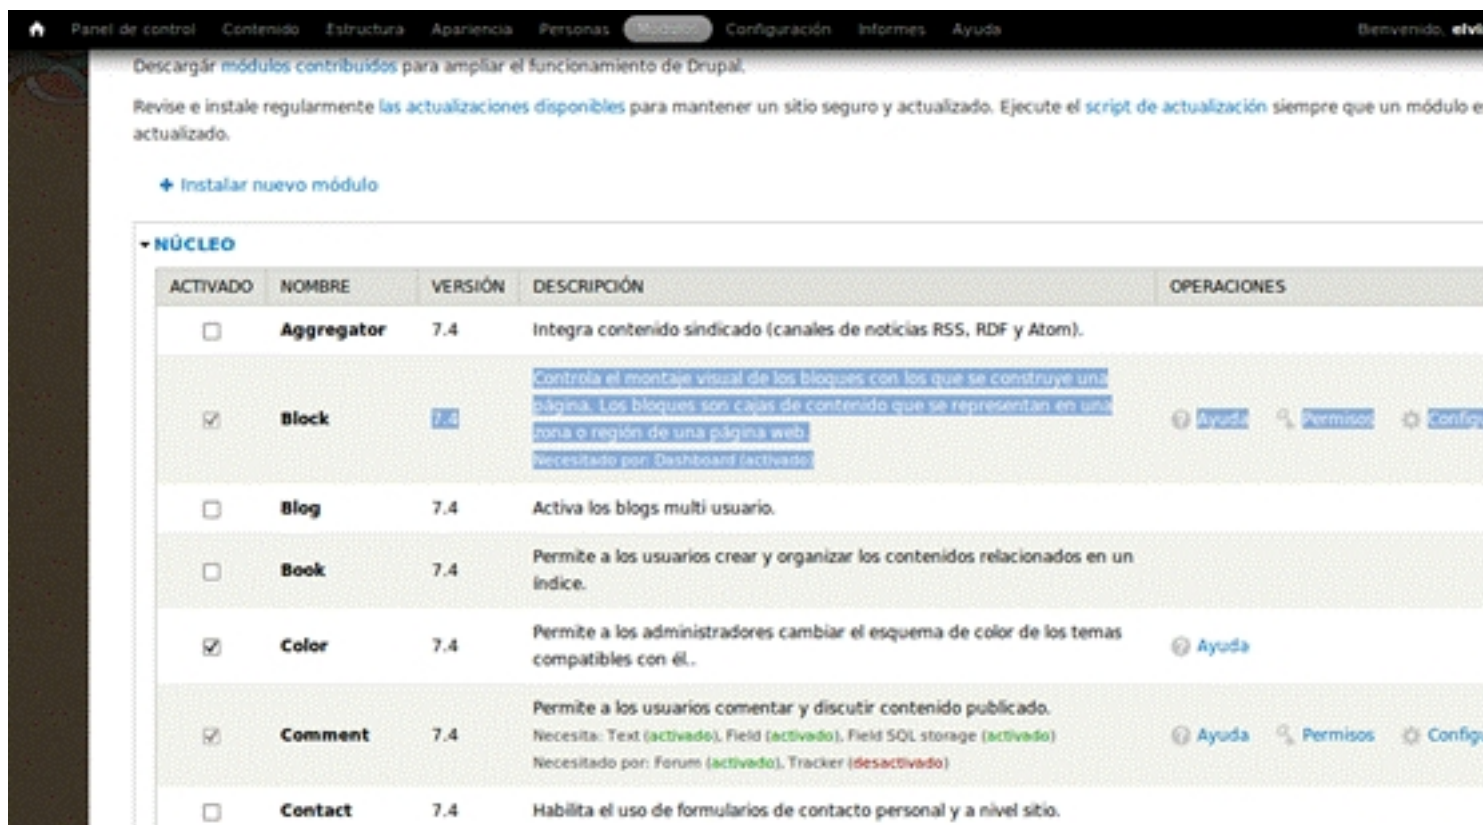 Panel de control Contenido Estructura Apariencia Personas Módulos Configuración Informes Ayuda Bienvenido, elvi
Descargar módulos contribuidos para ampliar el funcionamiento de Drupal.
Revise e instale regularmente las actualizaciones disponibles para mantener un sitio seguro y actualizado. Ejecute el script de actualización siempre que un módulo e
actualizado.
Instalar nuevo módulo
NÚCLEO
ACTIVADO NOMBRE VERSIÓN DESCRIPCIÓN OPERACIONES
Aggregator 7.4 Integra contenido sindicado (canales de noticias RSS, RDF y Atom).
Controla el montaje visual de los bloques con los que se construye una
página. Los bloques son cajas de contenido que se representan en una
Block 7.4 zona o región de una página web. Ayuda Permisos Configu
Necesitado por: Dashboard (activado)
Blog 7.4 Activa los blogs multi usuario.
Book 7.4 Permite a los usuarios crear y organizar los contenidos relacionados en un
índice.
Color 7.4 Permite a los administradores cambiar el esquema de color de los temas
compatibles con él.. Ayuda
Permite a los usuarios comentar y discutir contenido publicado.
Comment 7.4 Necesita: Text (activado), Field (activado), Field SQL storage (activado) Ayuda Permisos Configu
Necesitado por: Forum (activado), Tracker (desactivado)
Contact 7.4 Habilita el uso de formularios de contacto personal y a nivel sitio.